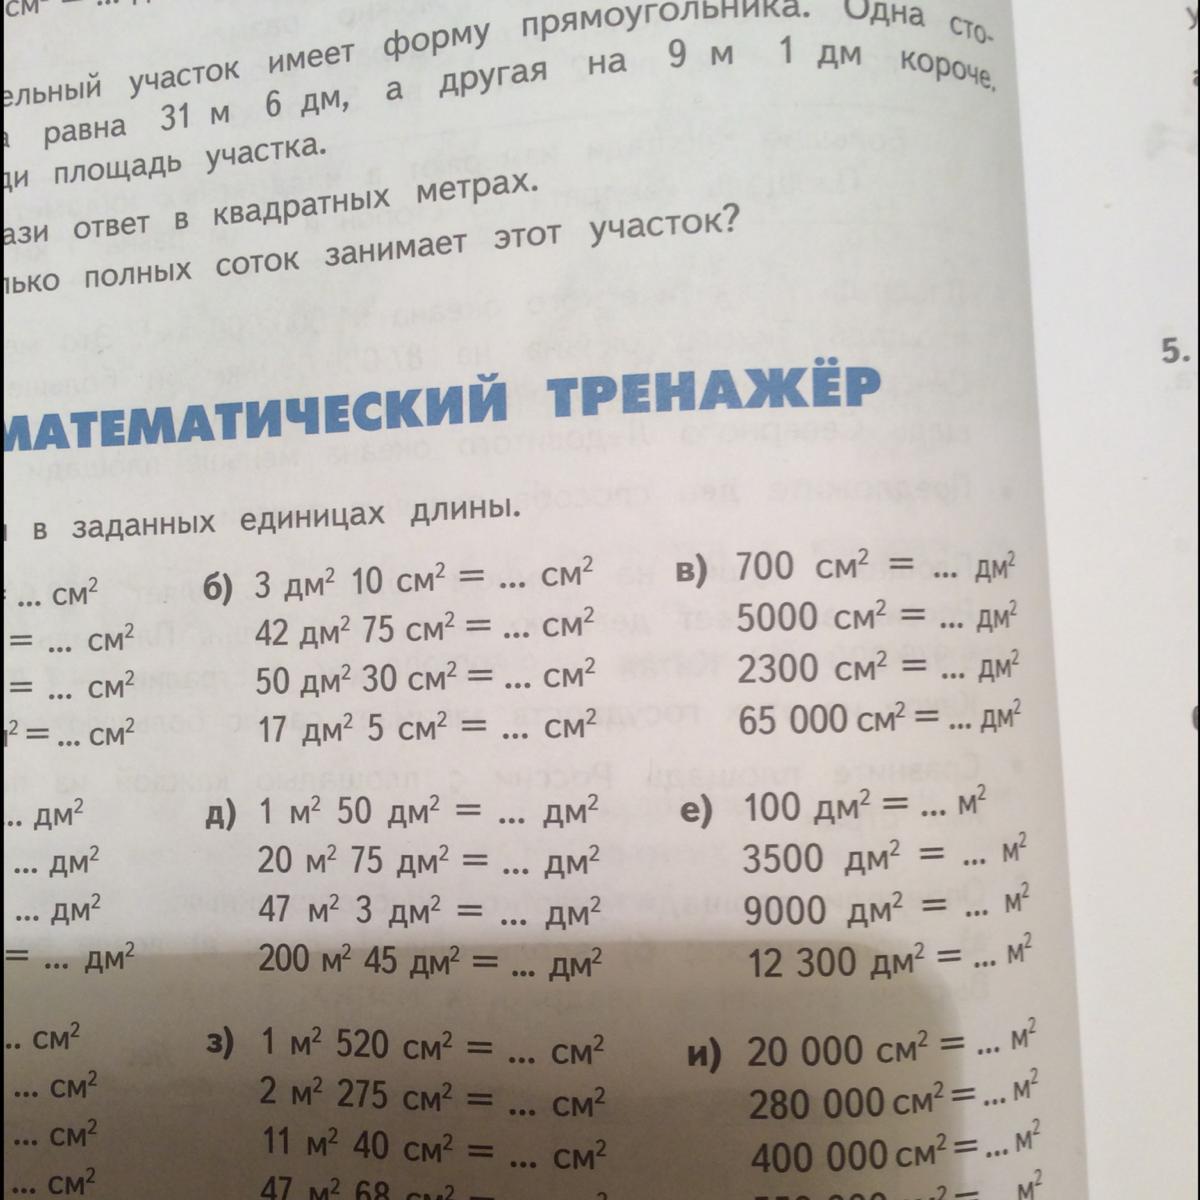 см² = ... д
ельный участок имеет форму прямоугольника. Одна сто-
а равна 31 м 6 дм, а другая на 9 м 1 дм короче.
ди площадь участка.
ази ответ в квадратных метрах.
лько полных соток занимает этот участок?
МАТЕМАТИЧЕСКИЙ ТРЕНАЖЁР
и в заданных единицах длины.
= ... см² б) 3 дм² 10 см² = ... см² в) 700 см² = ... дм²
= ... см² 42 дм² 75 см² = ... см² 5000 см² = ... дм²
= ... см² 50 дм² 30 см² = ... см² 2300 см² = ... дм²
м² = ... см² 17 дм² 5 см² = ... см² 65 000 см² = ... дм²
... дм² д) 1 м² 50 дм² = ... дм² е) 100 дм² = ... м²
... дм² 20 м² 75 дм² = ... дм² 3500 дм² = ... м²
... дм² 47 м² 3 дм² = ... дм² 9000 дм² = ... м²
= ... дм² 200 м² 45 дм² = ... дм² 12 300 дм² = ... м²
.. см² з) 1 м² 520 см² = ... см² и) 20 000 см² = ... м²
... см² 2 м² 275 см² = ... см² 280 000 см² = ... м²
... см² 11 м² 40 см² = ... см² 400 000 см² = ... м²
... см² 47 м² 68 см² = ... см²
5.